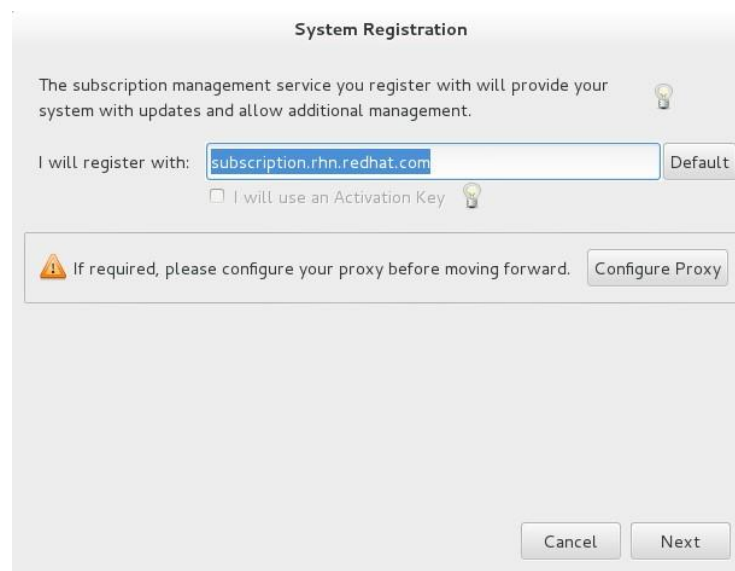 System Registration
The subscription management service you register with will provide your
system with updates and allow additional management.
I will register with: subscription.rhn.redhat.com Default
I will use an Activation Key
If required, please configure your proxy before moving forward. Configure Proxy
Cancel Next